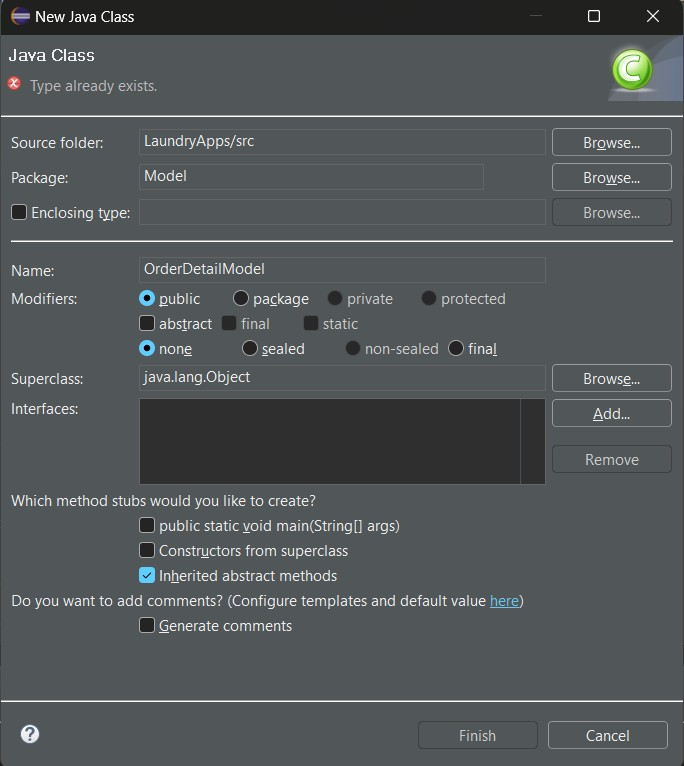 New Java Class
Java Class
Type already exists.
Source folder: LaundryApps/src Browse...
Package: Model Browse...
Enclosing type: Browse...
Name: OrderDetailModel
Modifiers: public package private protected
abstract final static
none sealed non-sealed final
Superclass: java.lang.Object Browse...
Interfaces: Add...
Remove
Which method stubs would you like to create?
public static void main(String[] args)
Constructors from superclass
Inherited abstract methods
Do you want to add comments? (Configure templates and default value here)
Generate comments
? Finish Cancel